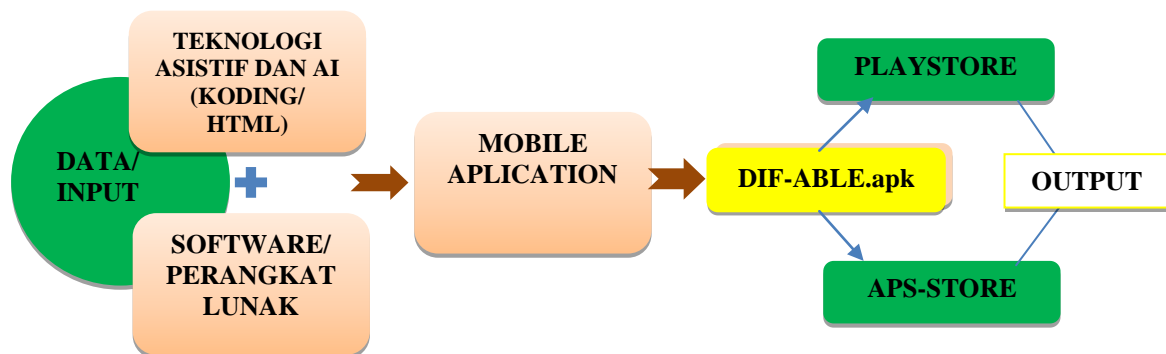 DATA/
INPUT
TEKNOLOGI
ASISTIF DAN AI
(KODING/
HTML)
SOFTWARE/
PERANGKAT
LUNAK
MOBILE
APLICATION
DIF-ABLE.apk
PLAYSTORE
APS-STORE
OUTPUT